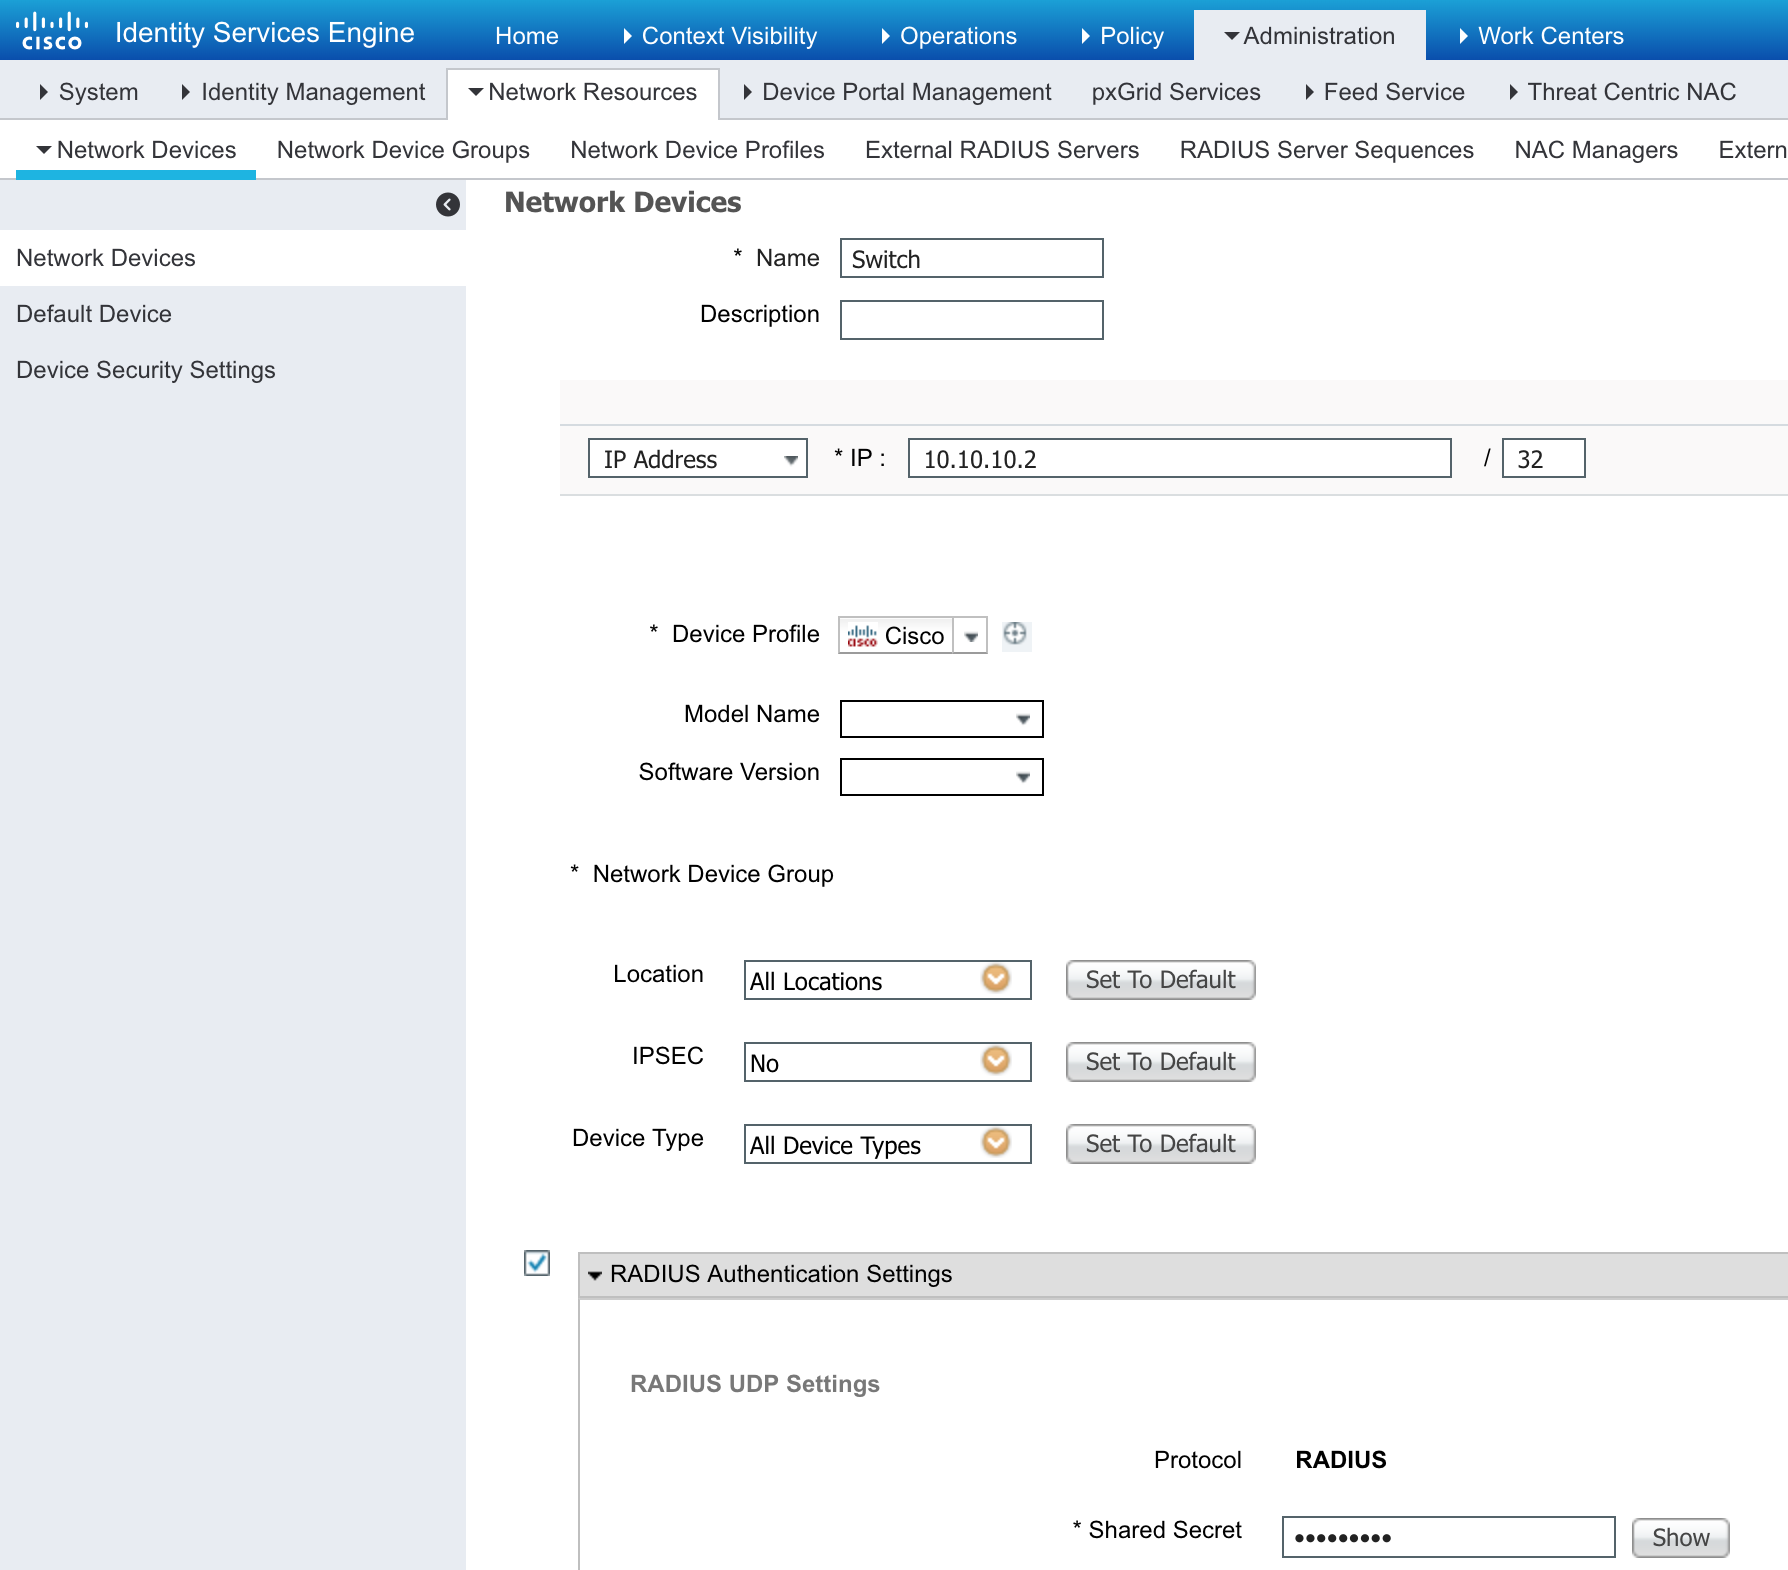 CISCO Identity Services Engine Home Context Visibility Operations Policy Administration Work Centers
System Identity Management Network Resources Device Portal Management pxGrid Services Feed Service Threat Centric NAC
Network Devices Network Device Groups Network Device Profiles External RADIUS Servers RADIUS Server Sequences NAC Managers Extern
Network Devices
Default Device
Device Security Settings
Network Devices
* Name Switch
Description
IP Address * IP : 10.10.10.2 / 32
* Device Profile CISCO Cisco
Model Name
Software Version
* Network Device Group
Location All Locations Set To Default
IPSEC No Set To Default
Device Type All Device Types Set To Default
RADIUS Authentication Settings
RADIUS UDP Settings
Protocol RADIUS
* Shared Secret ••••••••• Show